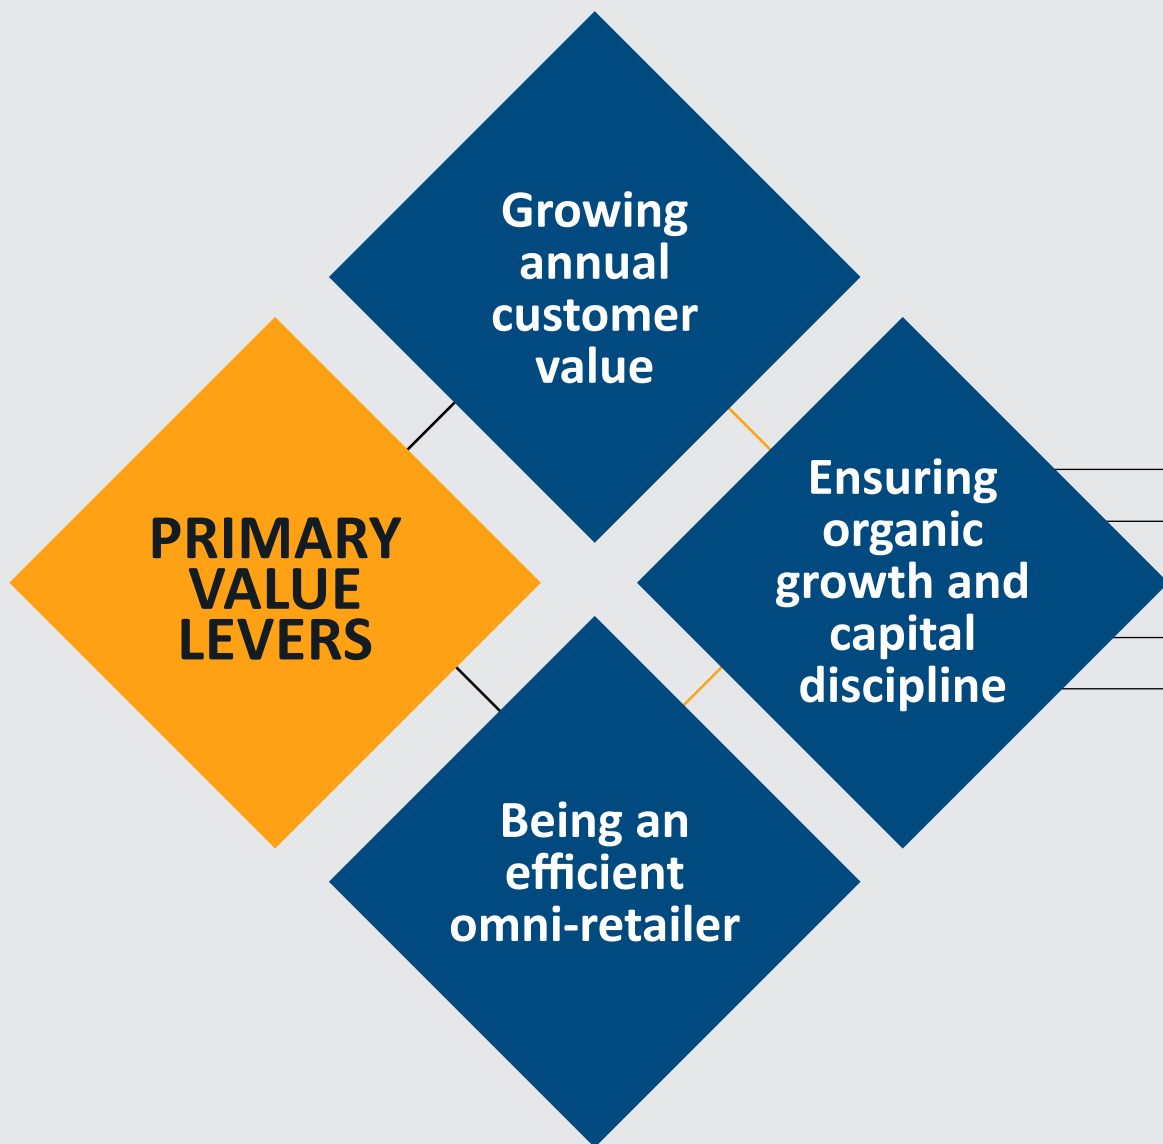 PRIMARY
VALUE
LEVERS
Growing
annual
customer
value
Ensuring
organic
growth and
capital
discipline
Being an
efficient
omni-retailer